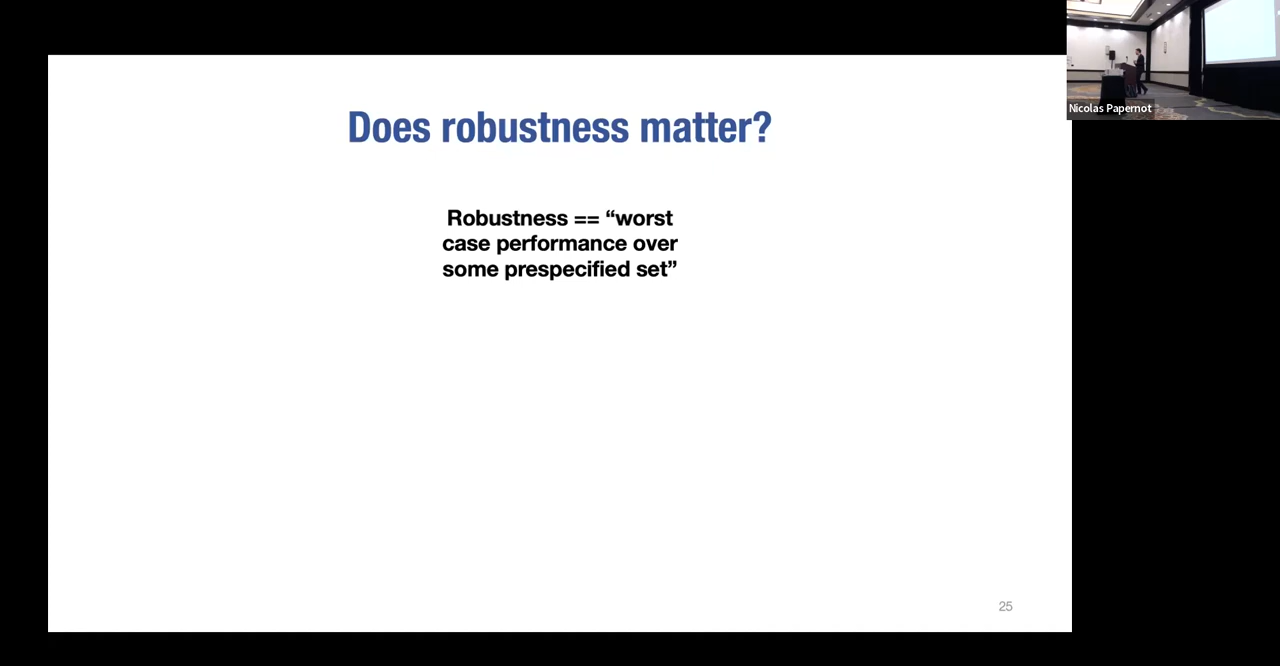 Does robustness matter?
Robustness == “worst
case performance over
some prespecified set”
25
Nicolas Papernot